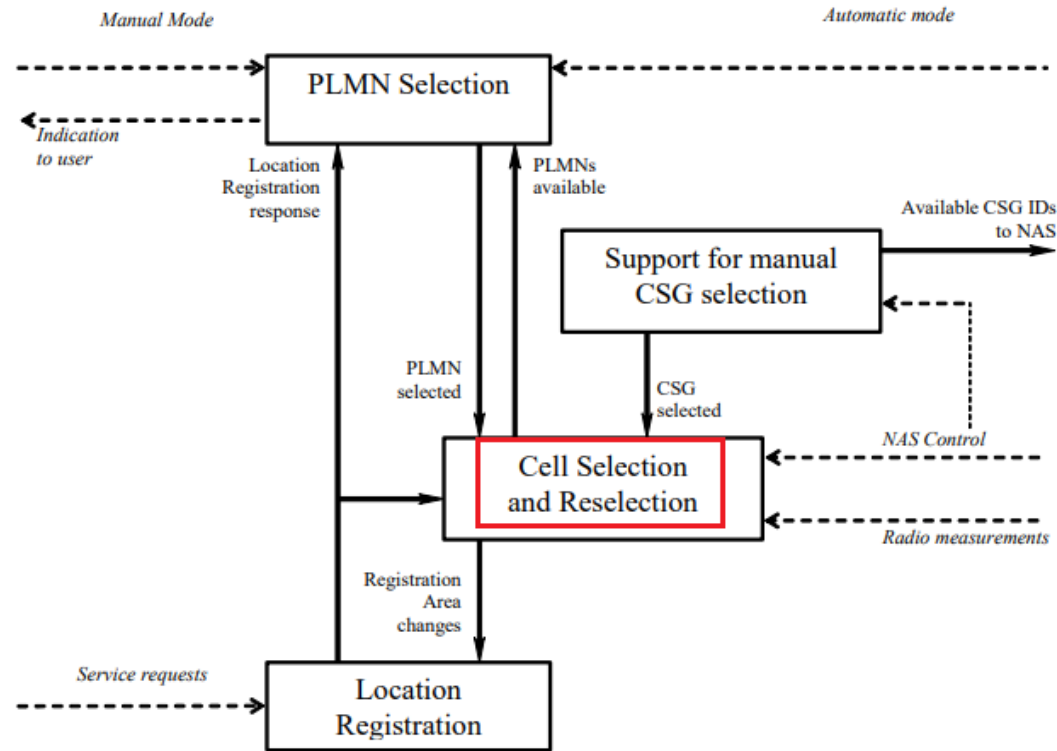 Manual Mode
Automatic mode
PLMN Selection
Indication
to user
Location
Registration
response
PLMNs
available
Available CSG IDs
to NAS
Support for manual
CSG selection
PLMN
selected
CSG
selected
NAS Control
Cell Selection
and Reselection
Radio measurements
Registration
Area
changes
Service requests
Location
Registration